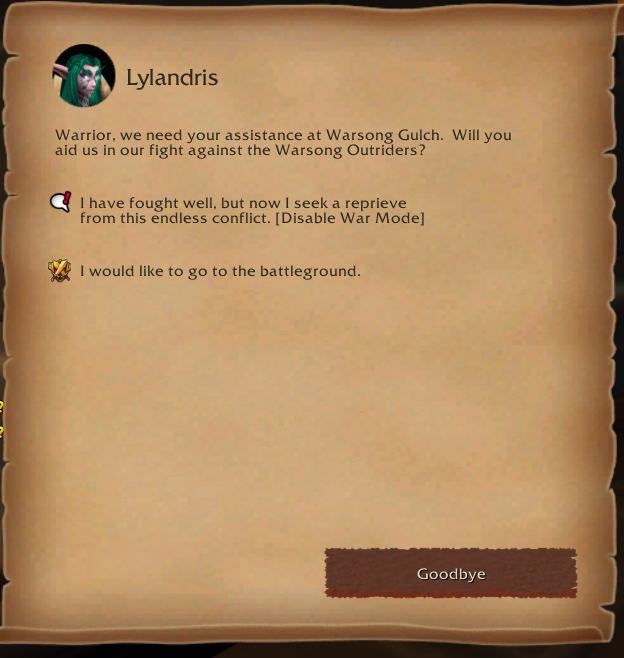 Lylandris
Warrior, we need your assistance at Warsong Gulch.  Will you
aid us in our fight against the Warsong Outriders?
I have fought well, but now I seek a reprieve
from this endless conflict. [Disable War Mode]
I would like to go to the battleground.
?
?
Goodbye